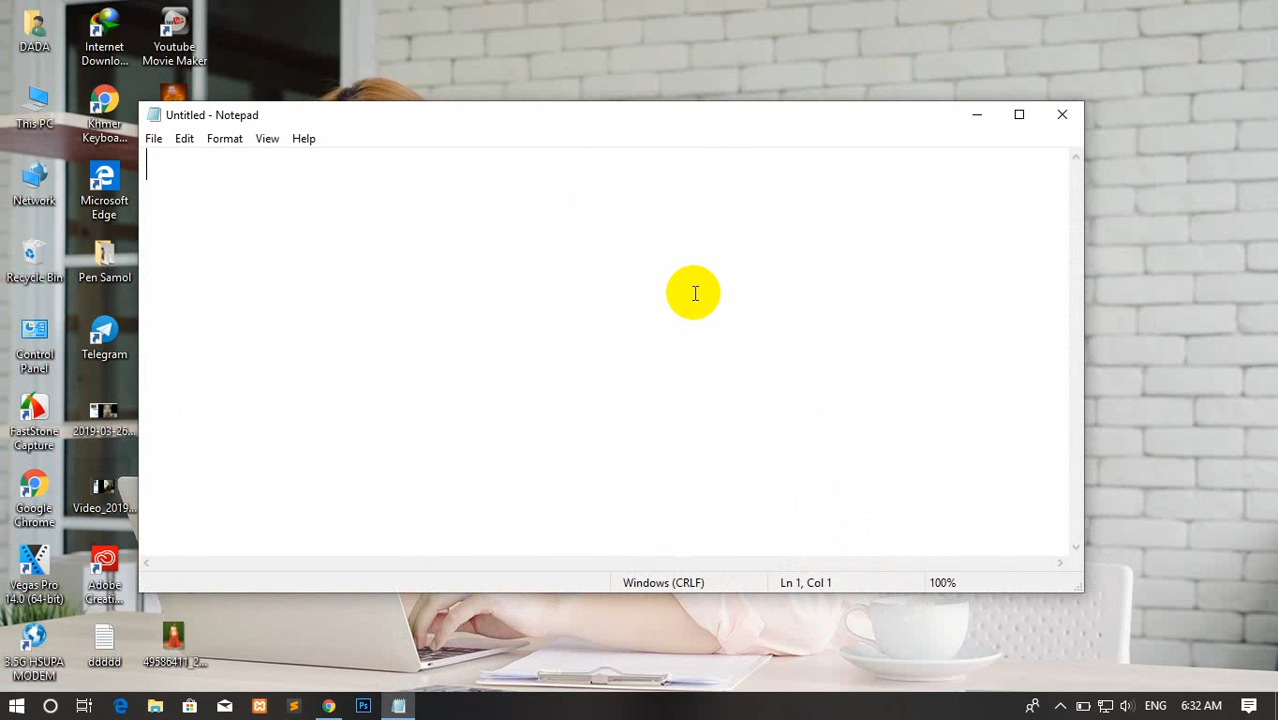 DADA
Internet
Downlo...
Youtube
Movie Maker
This PC
Khmer
Keyboa...
Network
Microsoft
Edge
Recycle Bin
Pen Samol
Control
Panel
Telegram
FastStone
Capture
2019-03-26...
Google
Chrome
Video_2019...
Vegas Pro
14.0 (64-bit)
Adobe
Creati...
3.5G HSUPA
MODEM
ddddd
49586411_2...
Untitled - Notepad
File Edit Format View Help
Windows (CRLF) Ln 1, Col 1 100%
Ps
ENG 6:32 AM